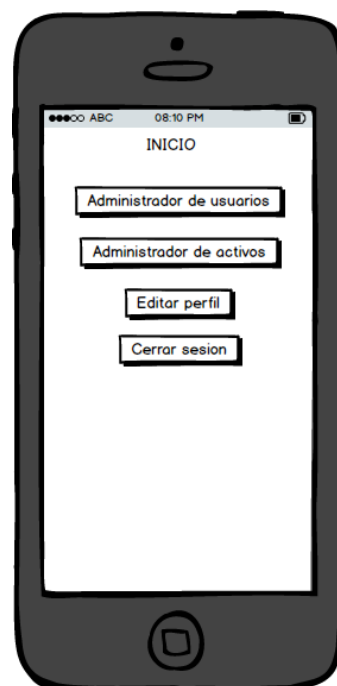 ABC 08:10 PM
INICIO
Administrador de usuarios
Administrador de activos
Editar perfil
Cerrar sesion